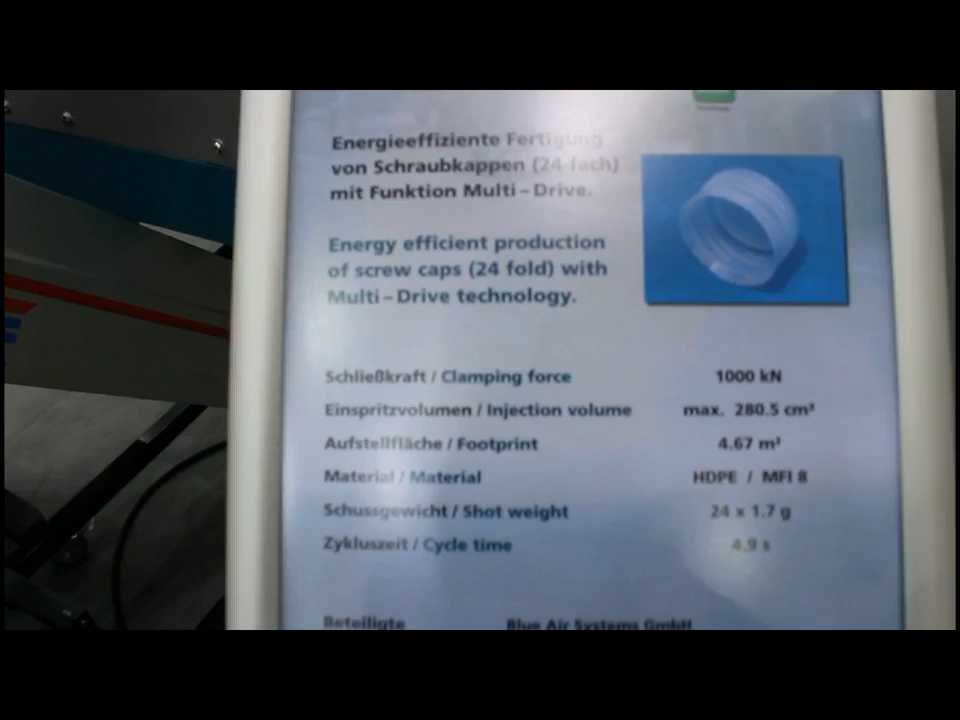 Energieeffiziente Fertigung
von Schraubkappen (24-fach)
mit Funktion Multi – Drive.
Energy efficient production
of screw caps (24 fold) with
Multi – Drive technology.
Schließkraft / Clamping force 1000 kN
Einspritzvolumen / Injection volume max. 280.5 cm³
Aufstellfläche / Footprint 4.67 m²
Material / Material HDPE / MFI 8
Schussgewicht / Shot weight 24 x 1.7 g
Zykluszeit / Cycle time 4.9 s
Beteiligte Blue Air Systems GmbH